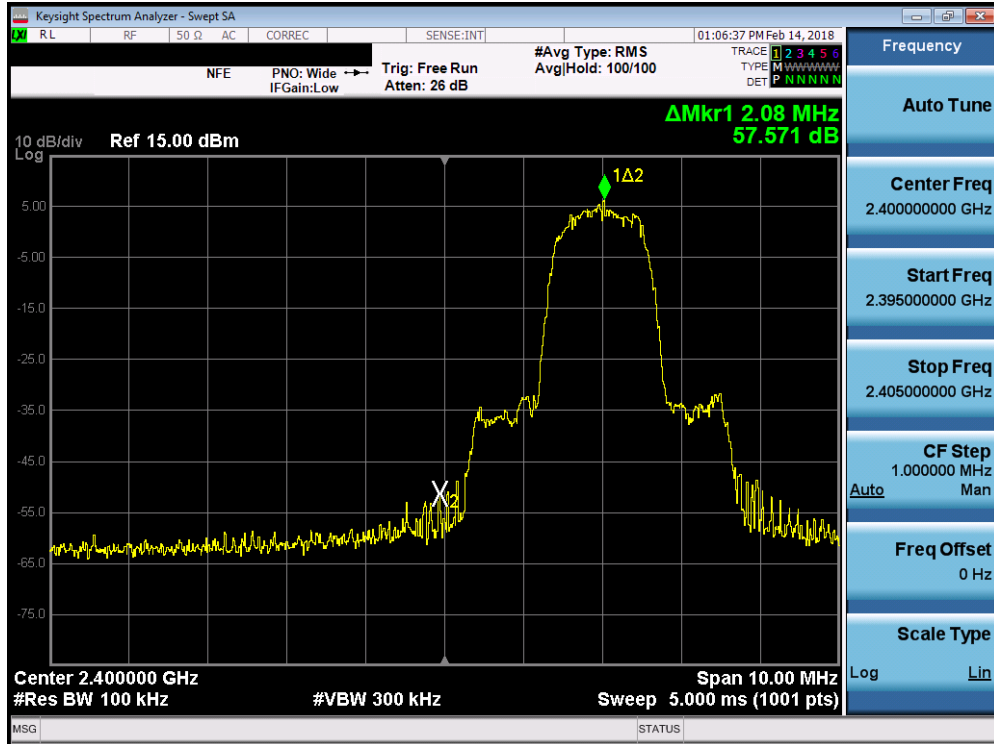 Keysight Spectrum Analyzer - Swept SA
LXI RL RF 50 Ω AC CORREC SENSE:INT 01:06:37 PM Feb 14, 2018
NFE PNO: Wide Trig: Free Run #Avg Type: RMS TRACE 1 2 3 4 5 6
IFGain:Low Atten: 26 dB Avg|Hold: 100/100 TYPE M W W W W W
DET P N N N N N
ΔMkr1 2.08 MHz
57.571 dB
10 dB/div Ref 15.00 dBm
Log
1Δ2
5.00
-5.00
-15.0
-25.0
-35.0
-45.0
X2
-55.0
-65.0
-75.0
Center 2.400000 GHz Span 10.00 MHz
#Res BW 100 kHz #VBW 300 kHz Sweep 5.000 ms (1001 pts)
MSG STATUS
Frequency
Auto Tune
Center Freq
2.400000000 GHz
Start Freq
2.395000000 GHz
Stop Freq
2.405000000 GHz
CF Step
1.000000 MHz
Auto Man
Freq Offset
0 Hz
Scale Type
Log Lin